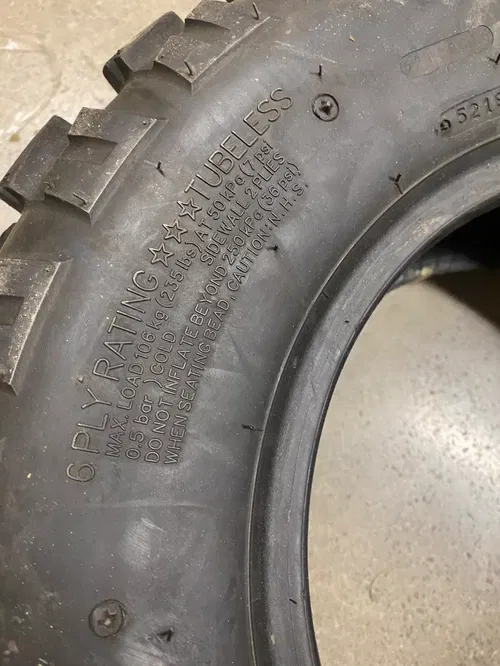 6 PLY RATING ☆☆☆ TUBELESS
MAX. LOAD 106 kg (235 lbs) AT 50 kPa (7 psi
0.5 bar ) COLD SIDEWALL 2 PLIES
DO NOT INFLATE BEYOND 250 kPa (36 psi)
WHEN SEATING BEAD, CAUTION: N.H.S.